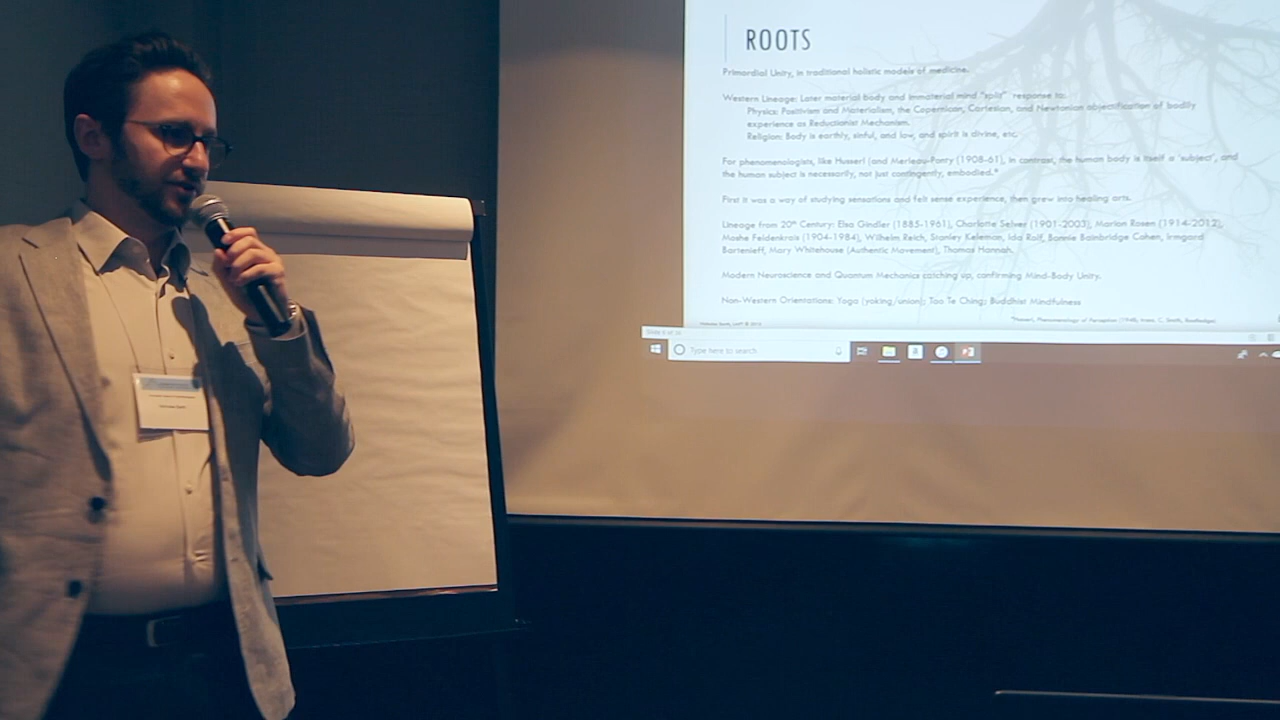 ROOTS
Primordial Unity, in traditional holistic models of medicine.
Western Lineage: Later material body and immaterial mind "split" response to:
Physics: Positivism and Materialism, the Copernican, Cartesian, and Newtonian objectification of bodily
experience as Reductionist Mechanism.
Religion: Body is earthly, sinful, and low, and spirit is divine, etc.
For phenomenologists, like Husserl (and Merleau-Ponty (1908-61), in contrast, the human body is itself a 'subject', and
the human subject is necessarily, not just contingently, embodied.*
First it was a way of studying sensations and felt sense experience, then grew into healing arts.
Lineage from 20th Century: Elsa Gindler (1885-1961), Charlotte Selver (1901-2003), Marion Rosen (1914-2012),
Moshe Feidenkrais (1904-1984), Wilhelm Reich, Stanley Keleman, Ida Rolf, Bonnie Bainbridge Cohen, Irmgard
Bartenieff, Mary Whitehouse (Authentic Movement), Thomas Hannah.
Modern Neuroscience and Quantum Mechanics catching up, confirming Mind-Body Unity.
Non-Western Orientations: Yoga (yoking/union); Tao Te Ching; Buddhist Mindfulness
Phenomenology of Perception
Type here to search